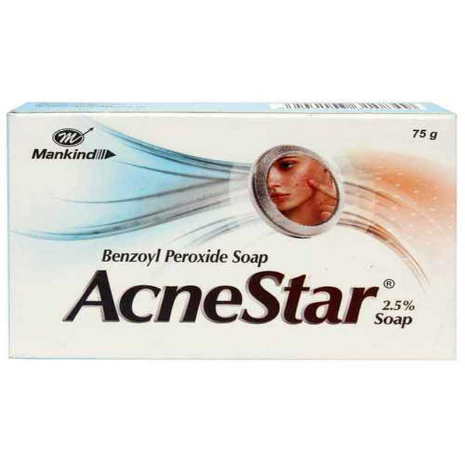 75 g
m
Mankind
Benzoyl Peroxide Soap
AcneStar®
2.5%
Soap